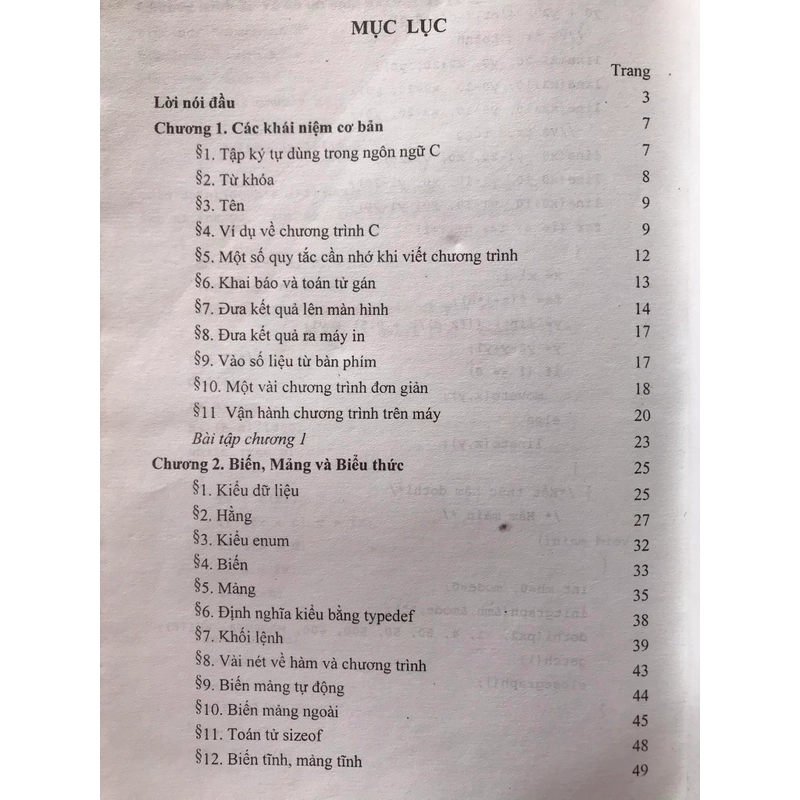 MỤC LỤC
Trang
Lời nói đầu 3
Chương 1. Các khái niệm cơ bản 7
§1. Tập ký tự dùng trong ngôn ngữ C 7
§2. Từ khóa 8
§3. Tên 9
§4. Ví dụ về chương trình C 9
§5. Một số quy tắc cần nhớ khi viết chương trình 12
§6. Khai báo và toán tử gán 13
§7. Đưa kết quả lên màn hình 14
§8. Đưa kết quả ra máy in 17
§9. Vào số liệu từ bàn phím 17
§10. Một vài chương trình đơn giản 18
§11 Vận hành chương trình trên máy 20
Bài tập chương 1 23
Chương 2. Biến, Mảng và Biểu thức 25
§1. Kiểu dữ liệu 25
§2. Hằng 27
§3. Kiểu enum 32
§4. Biến 33
§5. Mảng 35
§6. Định nghĩa kiểu bằng typedef 38
§7. Khối lệnh 39
§8. Vài nét về hàm và chương trình 43
§9. Biến mảng tự động 44
§10. Biến mảng ngoài 45
§11. Toán tử sizeof 48
§12. Biến tĩnh, mảng tĩnh 49